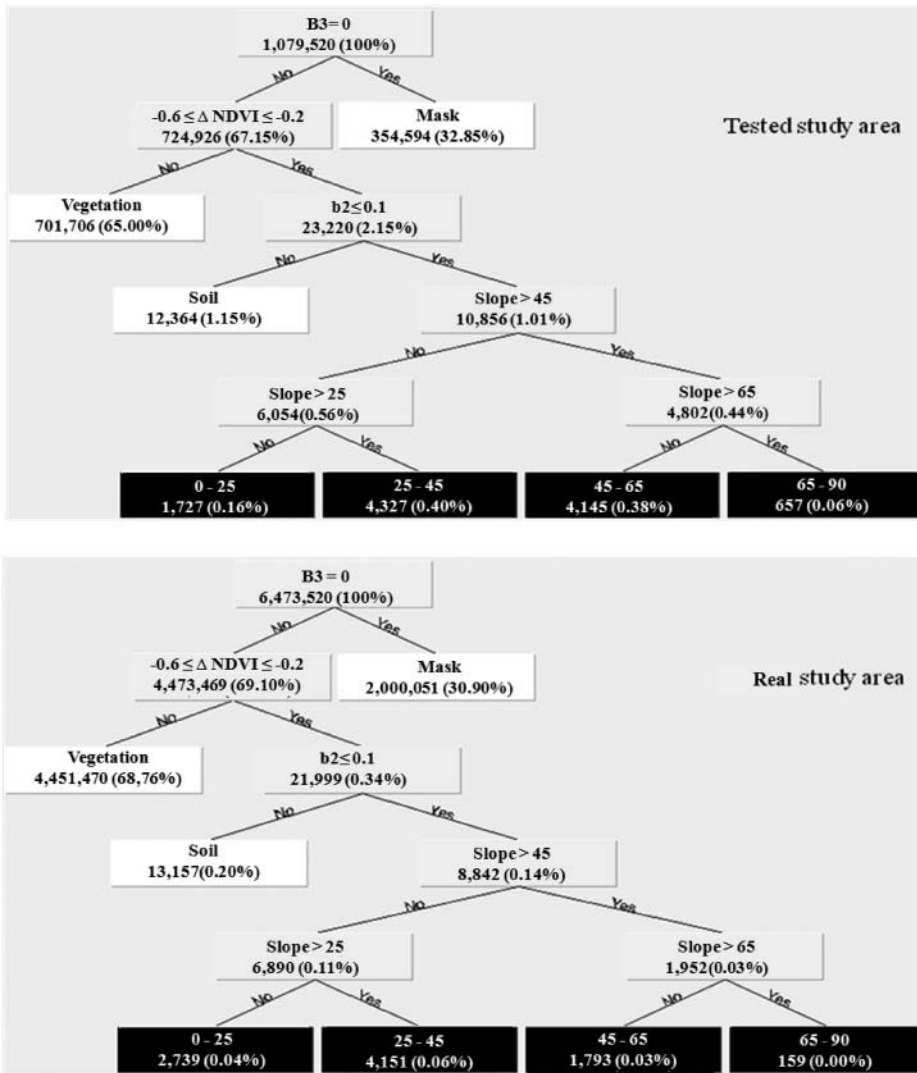 B3= 0
1,079,520 (100%)
No
Yes
-0.6 ≤ Δ NDVI ≤ -0.2
724,926 (67.15%)
Mask
354,594 (32.85%)
Tested study area
No
Yes
Vegetation
701,706 (65.00%)
b2≤0.1
23,220 (2.15%)
No
Yes
Soil
12,364 (1.15%)
Slope > 45
10,856 (1.01%)
No
Yes
Slope > 25
6,054 (0.56%)
Slope > 65
4,802(0.44%)
No
Yes
No
Yes
0 - 25
1,727 (0.16%)
25 - 45
4,327 (0.40%)
45 - 65
4,145 (0.38%)
65 - 90
657 (0.06%)
B3 = 0
6,473,520 (100%)
No
Yes
-0.6 ≤ Δ NDVI ≤ -0.2
4,473,469 (69.10%)
Mask
2,000,051 (30.90%)
Real study area
No
Yes
Vegetation
4,451,470 (68,76%)
b2≤0.1
21,999 (0.34%)
No
Yes
Soil
13,157(0.20%)
Slope > 45
8,842 (0.14%)
No
Yes
Slope > 25
6,890 (0.11%)
Slope > 65
1,952(0.03%)
No
Yes
No
Yes
0 - 25
2,739 (0.04%)
25 - 45
4,151 (0.06%)
45 - 65
1,793 (0.03%)
65 - 90
159 (0.00%)